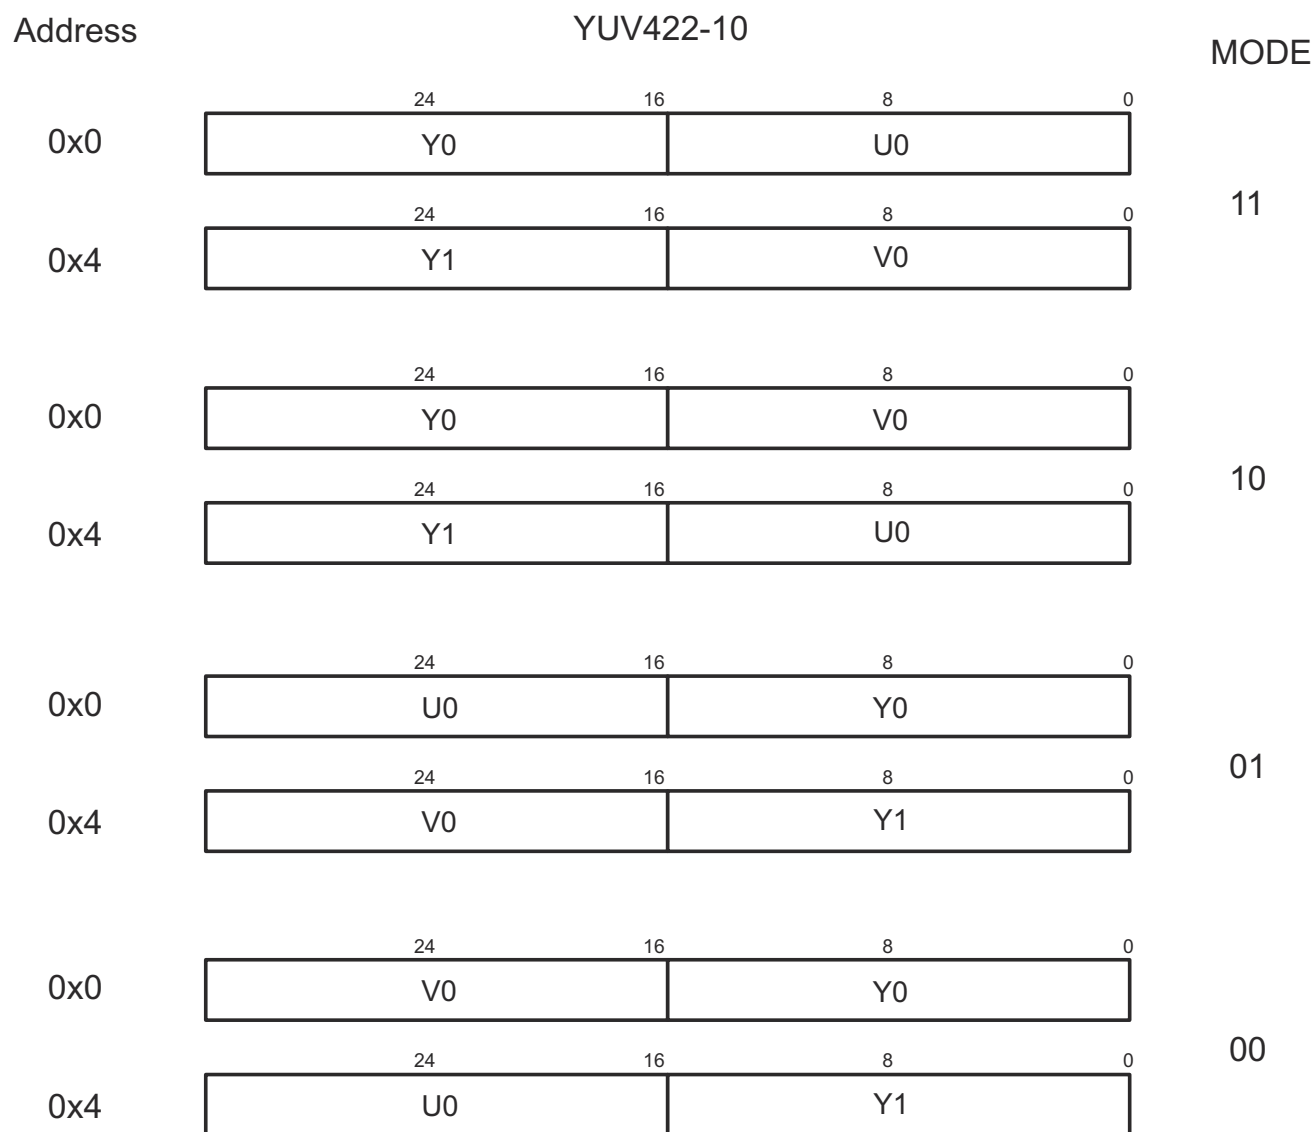 Address YUV422-10 MODE
24 16 8 0
0x0 Y0 U0
11
24 16 8 0
0x4 Y1 V0
24 16 8 0
0x0 Y0 V0
10
24 16 8 0
0x4 Y1 U0
24 16 8 0
0x0 U0 Y0
01
24 16 8 0
0x4 V0 Y1
24 16 8 0
0x0 V0 Y0
00
24 16 8 0
0x4 U0 Y1